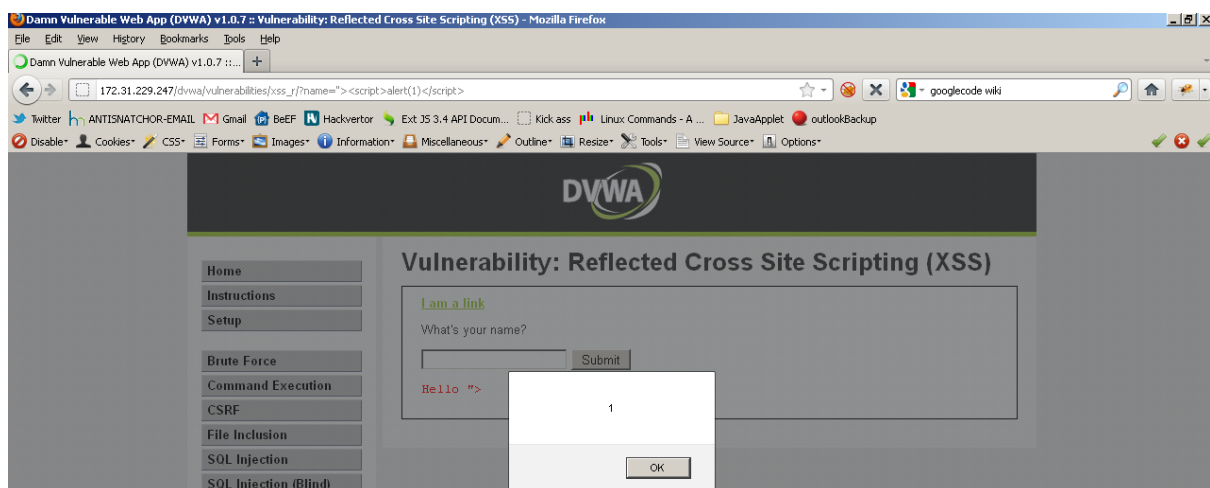 Damn Vulnerable Web App (DVWA) v1.0.7 :: Vulnerability: Reflected Cross Site Scripting (XSS) - Mozilla Firefox
File Edit View History Bookmarks Tools Help
Damn Vulnerable Web App (DVWA) v1.0.7 ::... +
172.31.229.247/dvwa/vulnerabilities/xss_r/?name="><script>alert(1)</script>
googlecode wiki
Twitter ANTISNATCHOR-EMAIL Gmail BeEF Hackvertor Ext JS 3.4 API Docum... Kick ass Linux Commands - A ... JavaApplet outlookBackup
Disable Cookies CSS Forms Images Information Miscellaneous Outline Resize Tools View Source Options
DVWA
Vulnerability: Reflected Cross Site Scripting (XSS)
Home
Instructions
Setup
Brute Force
Command Execution
CSRF
File Inclusion
SQL Injection
SQL Injection (Blind)
I am a link
What's your name?
Submit
Hello ">
1
OK